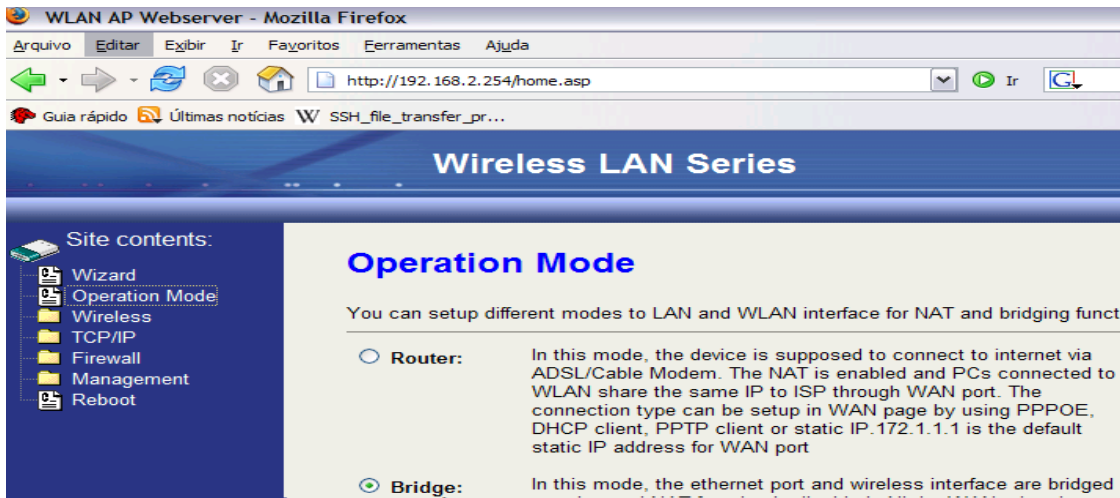 WLAN AP Webserver - Mozilla Firefox
Arquivo Editar Exibir Ir Favoritos Ferramentas Ajuda
http://192.168.2.254/home.asp Ir G
Guia rápido Últimas notícias W SSH_file_transfer_pr...
Wireless LAN Series
Site contents:
Wizard
Operation Mode
Wireless
TCP/IP
Firewall
Management
Reboot
Operation Mode
You can setup different modes to LAN and WLAN interface for NAT and bridging funct
Router: In this mode, the device is supposed to connect to internet via
ADSL/Cable Modem. The NAT is enabled and PCs connected to
WLAN share the same IP to ISP through WAN port. The
connection type can be setup in WAN page by using PPPOE,
DHCP client, PPTP client or static IP.172.1.1.1 is the default
static IP address for WAN port
Bridge: In this mode, the ethernet port and wireless interface are bridged